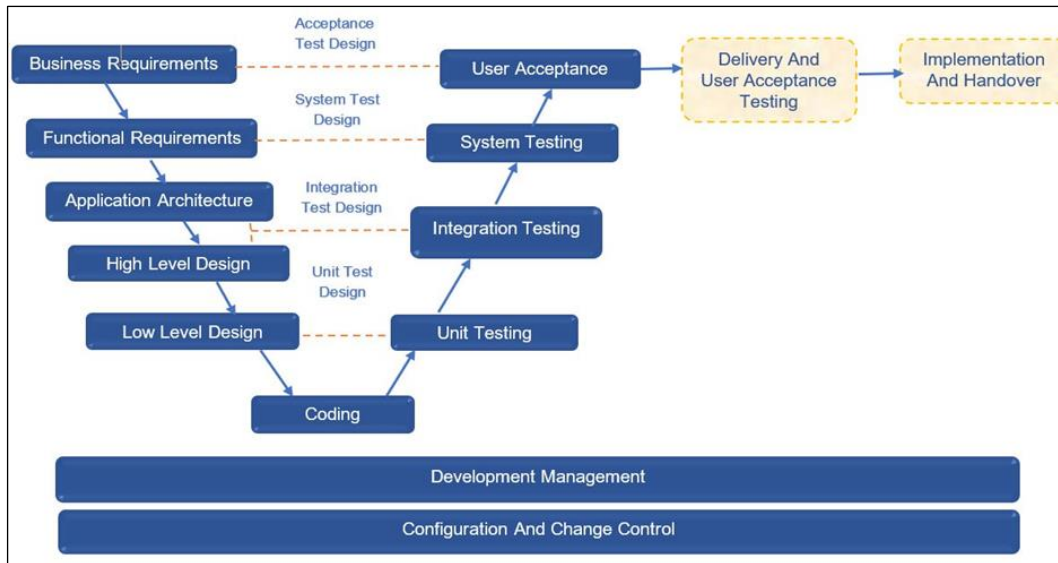 Acceptance
Test Design
Business Requirements
User Acceptance
Delivery And
User Acceptance
Testing
Implementation
And Handover
System Test
Design
Functional Requirements
System Testing
Application Architecture
Integration
Test Design
Integration Testing
High Level Design
Unit Test
Design
Low Level Design
Unit Testing
Coding
Development Management
Configuration And Change Control